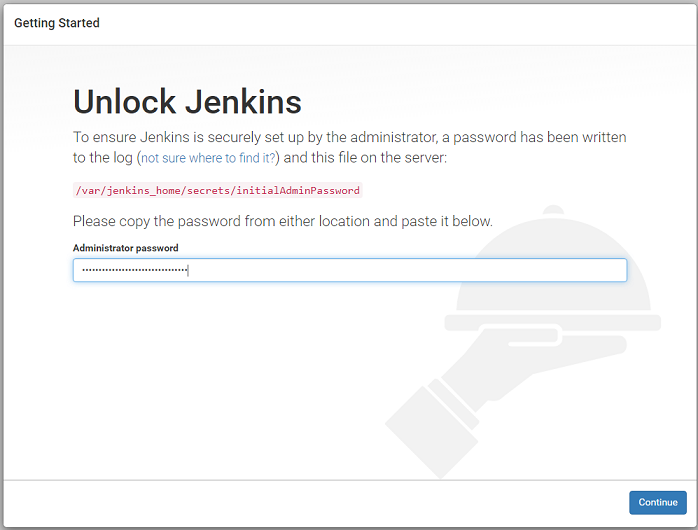 Getting Started
Unlock Jenkins
To ensure Jenkins is securely set up by the administrator, a password has been written
to the log (not sure where to find it?) and this file on the server:
/var/jenkins_home/secrets/initialAdminPassword
Please copy the password from either location and paste it below.
Administrator password
Continue